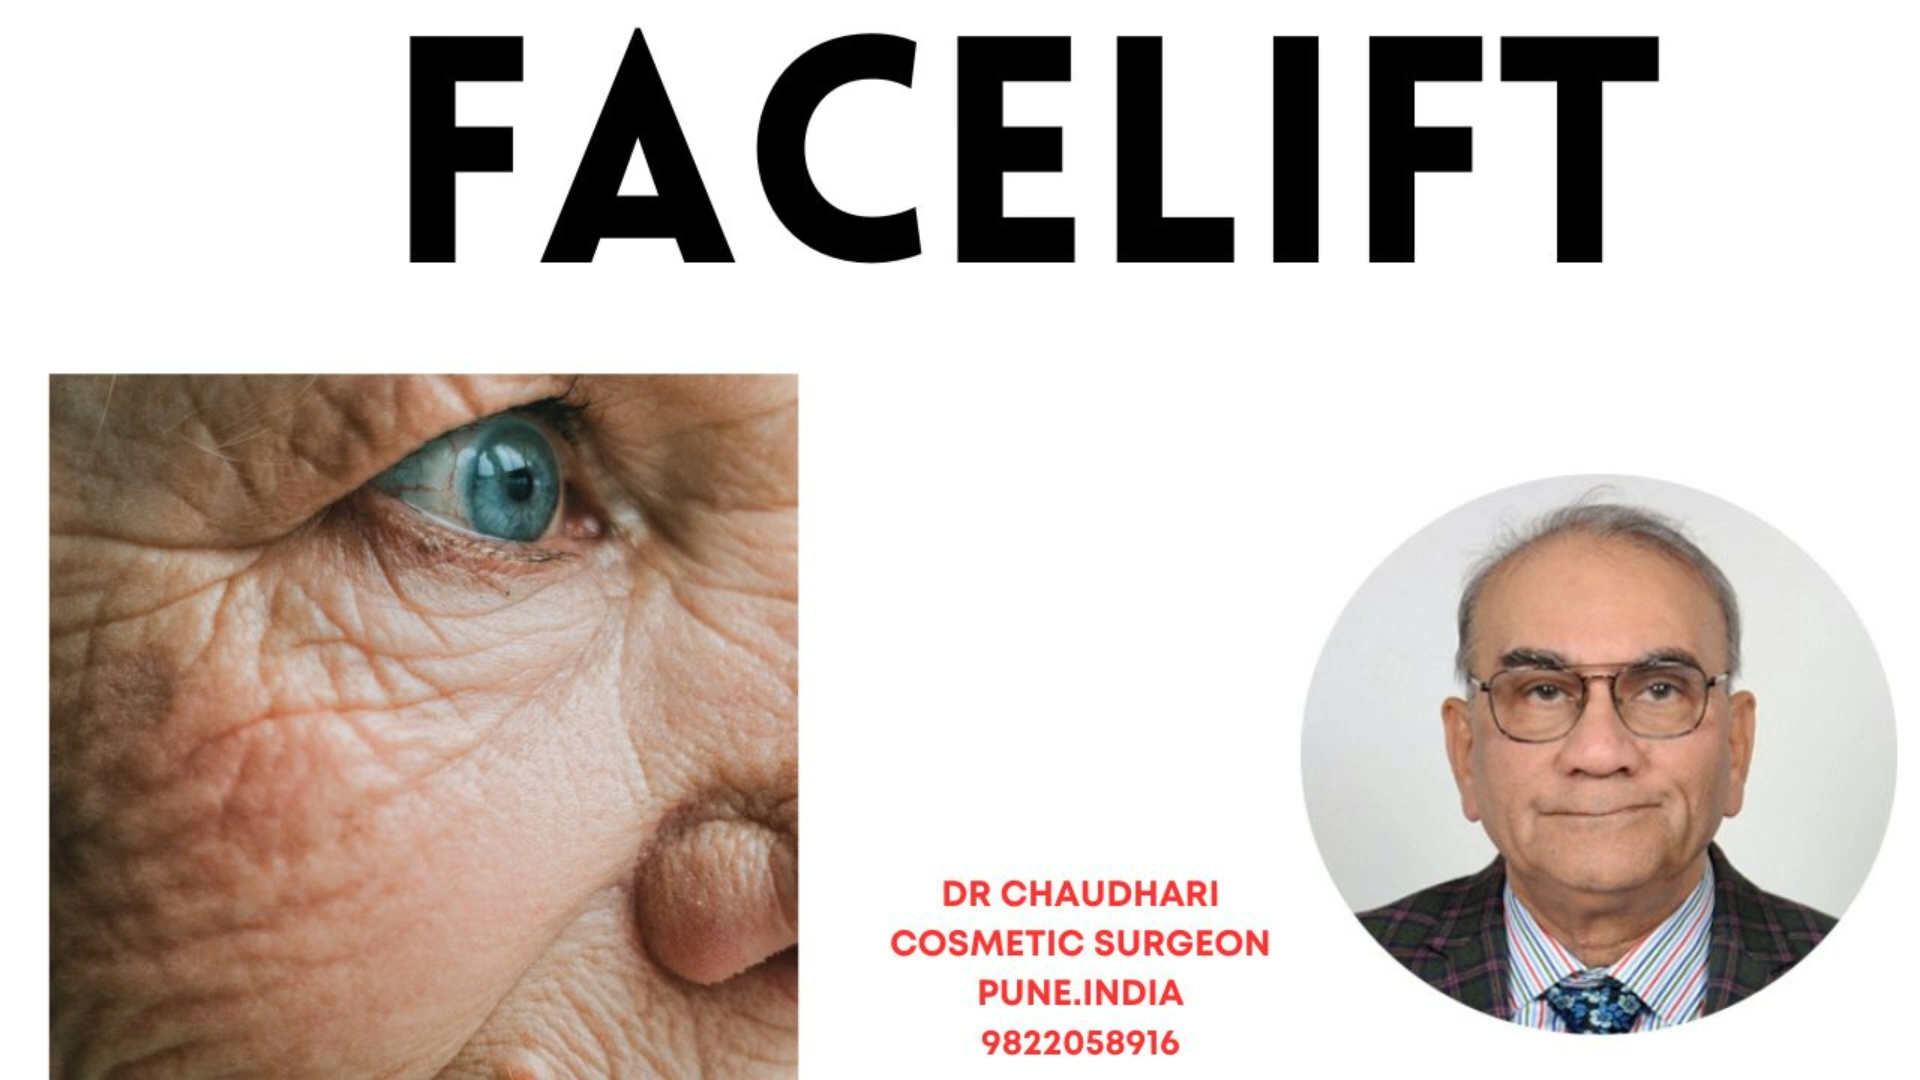 FACELIFT
DR CHAUDHARI
COSMETIC SURGEON
PUNE.INDIA
9822058916